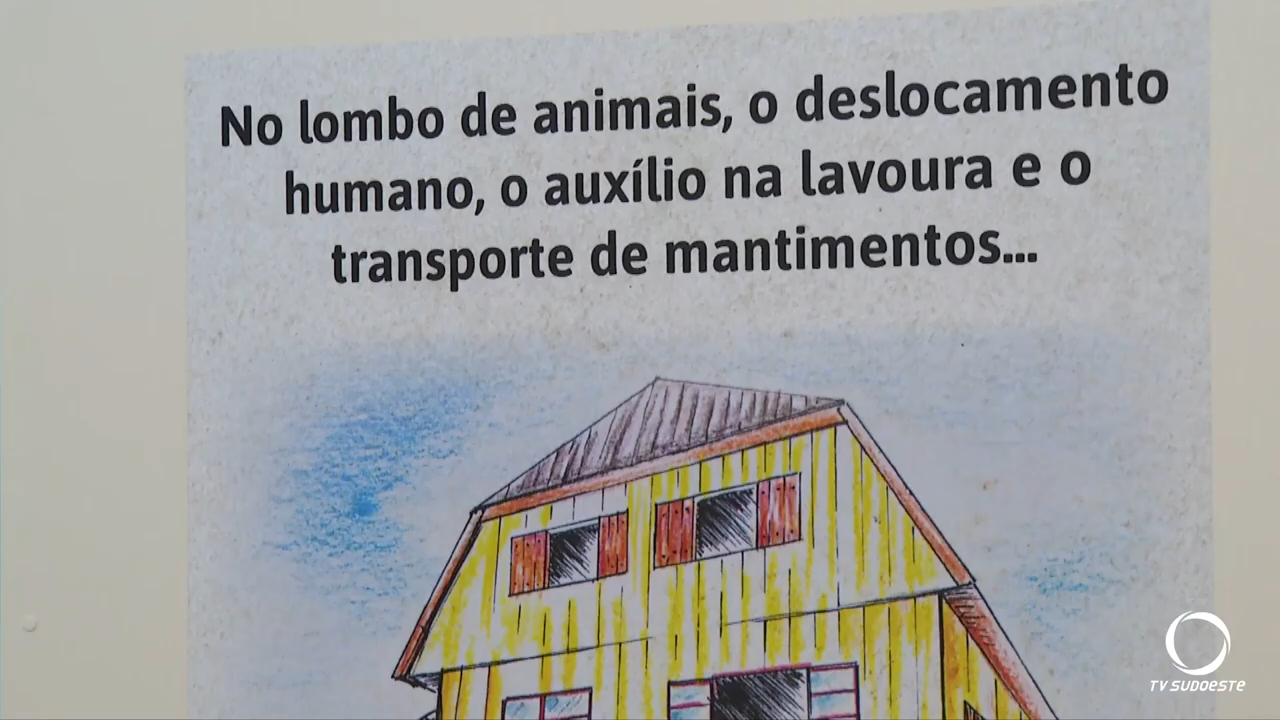 No lombo de animais, o deslocamento
humano, o auxílio na lavoura e o
transporte de mantimentos...
TV SUDOESTE